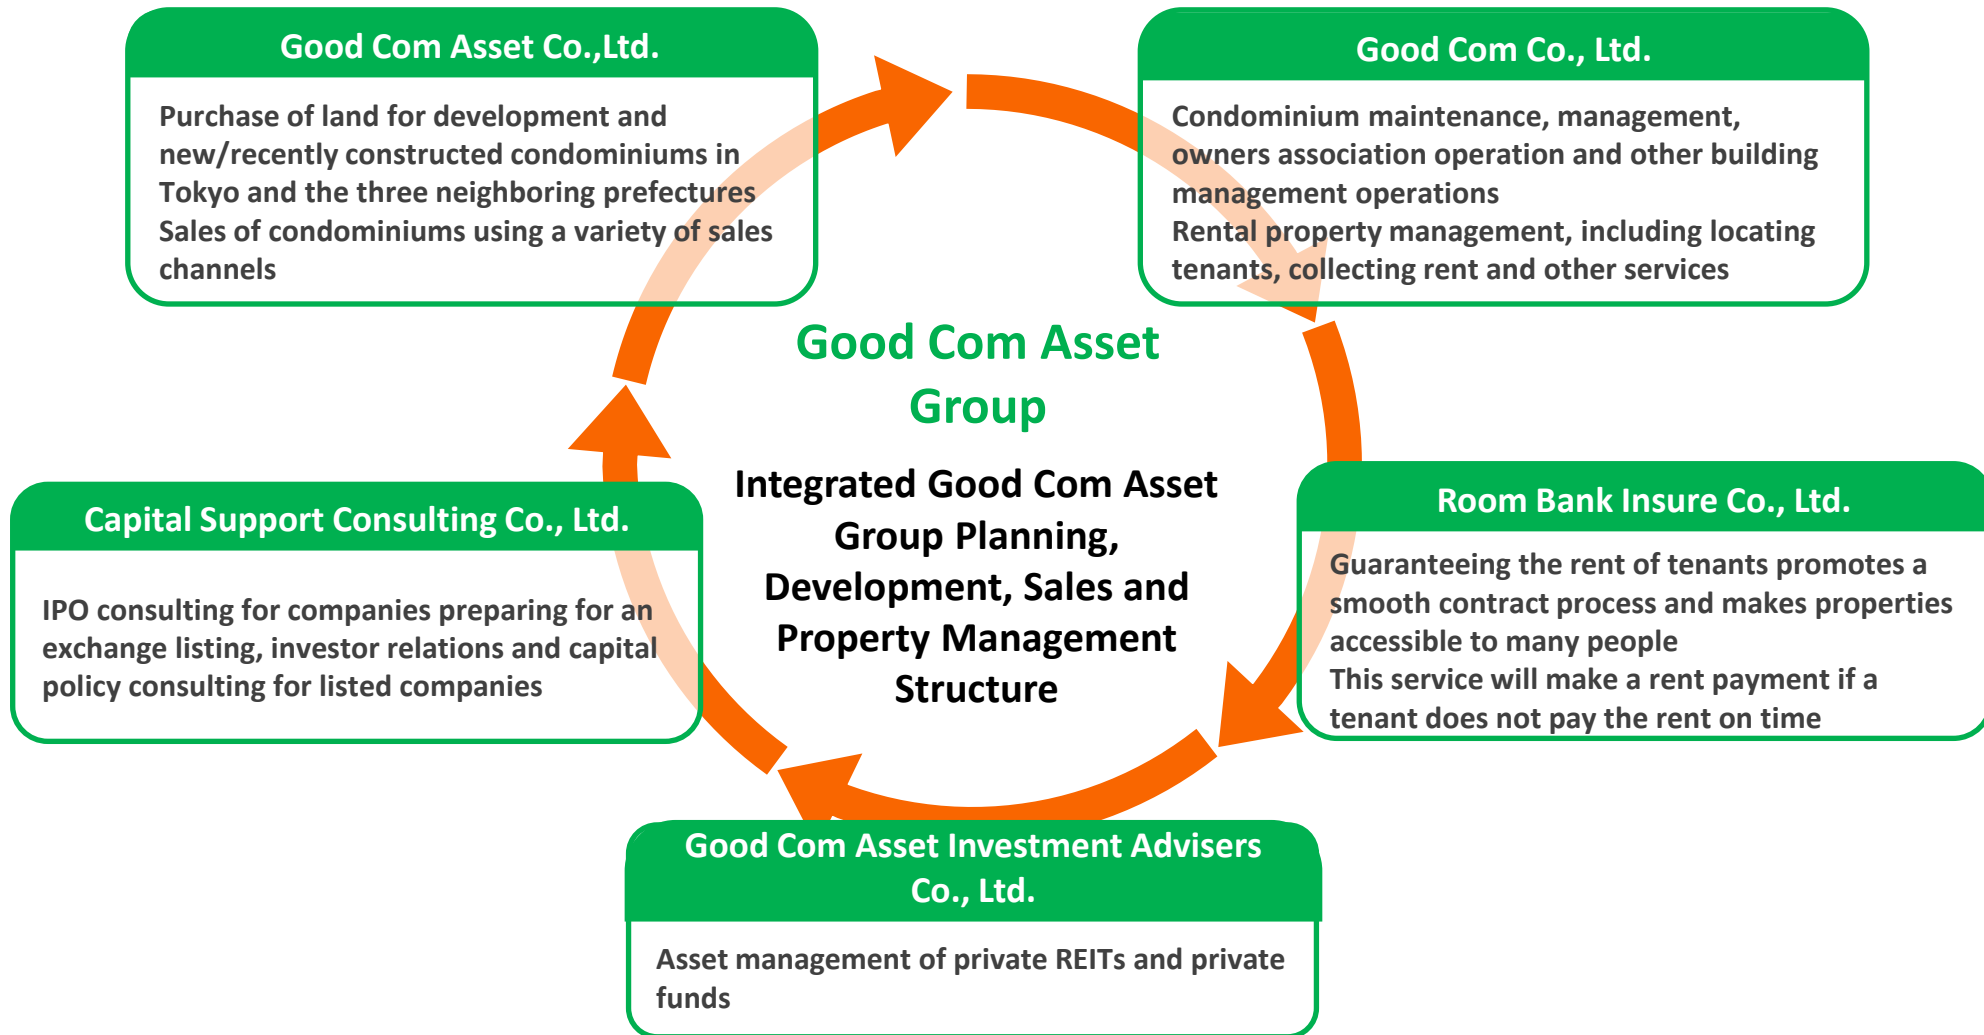 Good Com Asset Co.,Ltd.
Purchase of land for development and
new/recently constructed condominiums in
Tokyo and the three neighboring prefectures
Sales of condominiums using a variety of sales
channels
Good Com Co., Ltd.
Condominium maintenance, management,
owners association operation and other building
management operations
Rental property management, including locating
tenants, collecting rent and other services
Good Com Asset
Group
Integrated Good Com Asset
Group Planning,
Development, Sales and
Property Management
Structure
Capital Support Consulting Co., Ltd.
IPO consulting for companies preparing for an
exchange listing, investor relations and capital
policy consulting for listed companies
Room Bank Insure Co., Ltd.
Guaranteeing the rent of tenants promotes a
smooth contract process and makes properties
accessible to many people
This service will make a rent payment if a
tenant does not pay the rent on time
Good Com Asset Investment Advisers
Co., Ltd.
Asset management of private REITs and private
funds